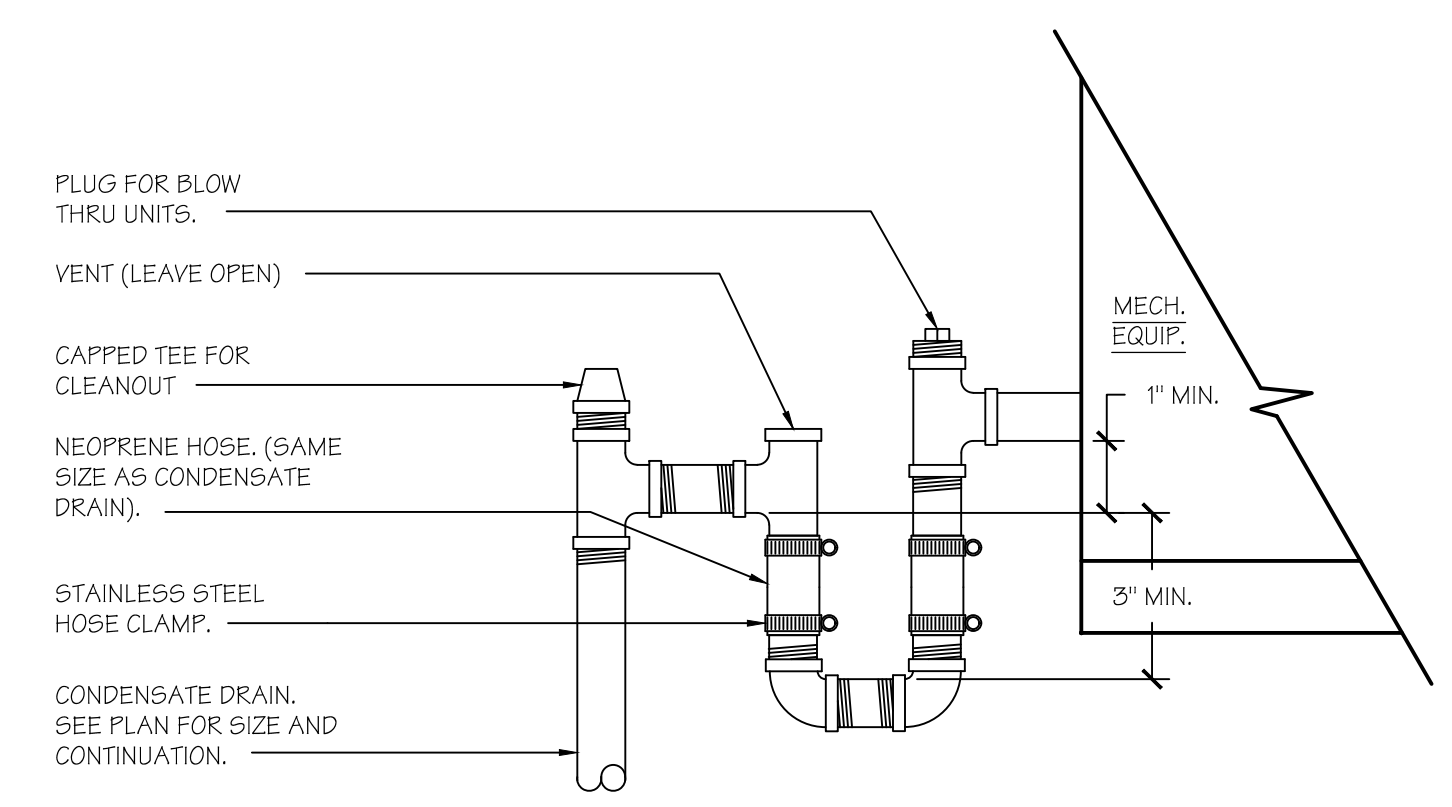 PLUG FOR BLOW
THRU UNITS.
VENT (LEAVE OPEN)
CAPPED TEE FOR
CLEANOUT
NEOPRENE HOSE. (SAME
SIZE AS CONDENSATE
DRAIN).
STAINLESS STEEL
HOSE CLAMP.
CONDENSATE DRAIN.
SEE PLAN FOR SIZE AND
CONTINUATION.
MECH.
EQUIP.
1" MIN.
3" MIN.